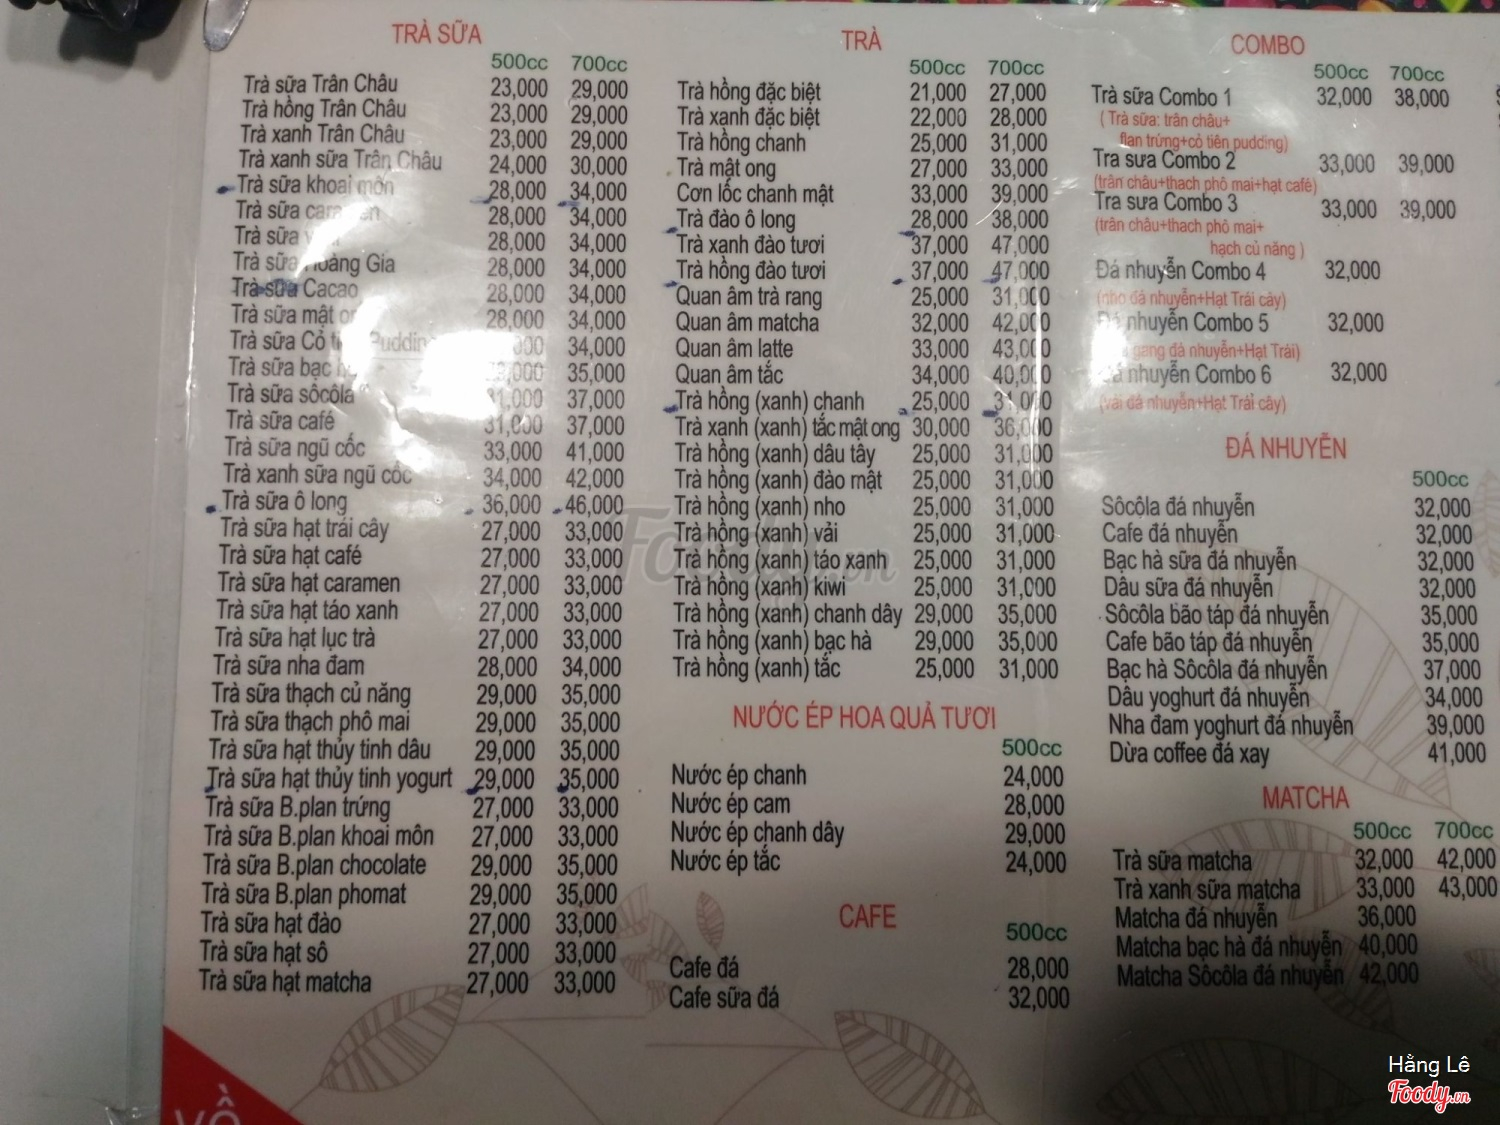 TRÀ SỮA
500cc 700cc
Trà sữa Trân Châu 23,000 29,000
Trà hồng Trân Châu 23,000 29,000
Trà xanh Trân Châu 23,000 29,000
Trà xanh sữa Trân Châu 24,000 30,000
Trà sữa khoai môn 28,000 34,000
Trà sữa caramen 28,000 34,000
Trà sữa 28,000 34,000
Trà sữa Hoàng Gia 28,000 34,000
Trà sữa Cacao 28,000 34,000
Trà sữa mật 28,000 34,000
Trà sữa Cỏ Pudding 34,000
Trà sữa bạc 35,000
Trà sữa sôcôla 31,000 37,000
Trà sữa café 31,000 37,000
Trà sữa ngũ cốc 33,000 41,000
Trà xanh sữa ngũ cốc 34,000 42,000
Trà sữa ô long 36,000 46,000
Trà sữa hạt trái cây 27,000 33,000
Trà sữa hạt café 27,000 33,000
Trà sữa hạt caramen 27,000 33,000
Trà sữa hạt táo xanh 27,000 33,000
Trà sữa hạt lục trà 27,000 33,000
Trà sữa nha đam 28,000 34,000
Trà sữa thạch củ năng 29,000 35,000
Trà sữa thạch phô mai 29,000 35,000
Trà sữa hạt thủy tinh dâu 29,000 35,000
Trà sữa hạt thủy tinh yogurt 29,000 35,000
Trà sữa B.plan trứng 27,000 33,000
Trà sữa B.plan khoai môn 27,000 33,000
Trà sữa B.plan chocolate 29,000 35,000
Trà sữa B.plan phomat 29,000 35,000
Trà sữa hạt đào 27,000 33,000
Trà sữa hạt sô 27,000 33,000
Trà sữa hạt matcha 27,000 33,000
VỒ
TRÀ
500cc 700cc
Trà hồng đặc biệt 21,000 27,000
Trà xanh đặc biệt 22,000 28,000
Trà hồng chanh 25,000 31,000
Trà mật ong 27,000 33,000
Cơn lốc chanh mật 33,000 39,000
Trà đào ô long 28,000 38,000
Trà xanh đào tươi 37,000 47,000
Trà hồng đào tươi 37,000 47,000
Quan âm trà rang 25,000 31,000
Quan âm matcha 32,000 42,000
Quan âm latte 33,000 43,000
Quan âm tắc 34,000 40,000
Trà hồng (xanh) chanh 25,000 31,000
Trà xanh (xanh) tắc mật ong 30,000 36,000
Trà hồng (xanh) dâu tây 25,000 31,000
Trà hồng (xanh) đào mật 25,000 31,000
Trà hồng (xanh) nho 25,000 31,000
Trà hồng (xanh) vải 25,000 31,000
Trà hồng (xanh) táo xanh 25,000 31,000
Trà hồng (xanh) kiwi 25,000 31,000
Trà hồng (xanh) chanh dây 29,000 35,000
Trà hồng (xanh) bạc hà 29,000 35,000
Trà hồng (xanh) tắc 25,000 31,000
NƯỚC ÉP HOA QUẢ TƯƠI
500cc
Nước ép chanh 24,000
Nước ép cam 28,000
Nước ép chanh dây 29,000
Nước ép tắc 24,000
CAFE
500cc
Cafe đá 28,000
Cafe sữa đá 32,000
COMBO
500cc 700cc
Trà sữa Combo 1 32,000 38,000
( Trà sữa: trân châu+
flan trứng+cỏ tiên pudding)
Tra sưa Combo 2 33,000 39,000
(trân châu+thach phô mai+hạt café)
Tra sưa Combo 3 33,000 39,000
(trân châu+thach phô mai+
hạch củ năng )
Đá nhuyễn Combo 4 32,000
(nho đá nhuyễn+Hạt Trái cây)
Đá nhuyễn Combo 5 32,000
gang đá nhuyễn+Hạt Trái)
Đá nhuyễn Combo 6 32,000
(vải đá nhuyễn+Hạt Trái cây)
ĐÁ NHUYỄN
500cc
Sôcộla đá nhuyễn 32,000
Cafe đá nhuyễn 32,000
Bạc hà sữa đá nhuyễn 32,000
Dâu sữa đá nhuyễn 32,000
Sôcôla bão táp đá nhuyễn 35,000
Cafe bão táp đá nhuyễn 35,000
Bạc hà Sôcôla đá nhuyễn 37,000
Dâu yoghurt đá nhuyễn 34,000
Nha đam yoghurt đá nhuyễn 39,000
Dừa coffee đá xay 41,000
MATCHA
500cc 700cc
Trà sữa matcha 32,000 42,000
Trà xanh sữa matcha 33,000 43,000
Matcha đá nhuyễn 36,000
Matcha bạc hà đá nhuyễn 40,000
Matcha Sôcôla đá nhuyễn 42,000
Foody.vn
Hằng Lê
Foody.vn